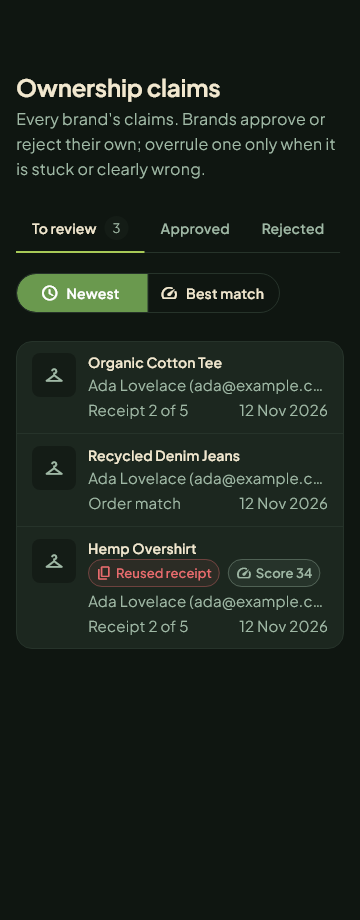 Ownership claims
Every brand's claims. Brands approve or
reject their own; overrule one only when it
is stuck or clearly wrong.
To review 3 Approved Rejected
Newest Best match
Organic Cotton Tee
Ada Lovelace (ada@example.c…
Receipt 2 of 5 12 Nov 2026
Recycled Denim Jeans
Ada Lovelace (ada@example.c…
Order match 12 Nov 2026
Hemp Overshirt
Reused receipt Score 34
Ada Lovelace (ada@example.c…
Receipt 2 of 5 12 Nov 2026